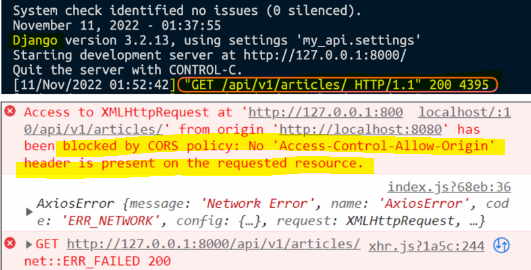 System check identified no issues (0 silenced).
November 11, 2022 - 01:37:55
Django version 3.2.13, using settings 'my_api.settings'
Starting development server at http://127.0.0.1:8000/
Quit the server with CONTROL-C.
[11/Nov/2022 01:52:42] "GET /api/v1/articles/ HTTP/1.1" 200 4395
Access to XMLHttpRequest at 'http://127.0.0.1:800 localhost/:1
0/api/v1/articles/' from origin 'http://localhost:8080' has
been blocked by CORS policy: No 'Access-Control-Allow-Origin'
header is present on the requested resource.
index.js?68eb:36
AxiosError {message: 'Network Error', name: 'AxiosError', cod
e: 'ERR_NETWORK', config: {…}, request: XMLHttpRequest, …}
GET http://127.0.0.1:8000/api/v1/articles/ xhr.js?1a5c:244
net::ERR_FAILED 200